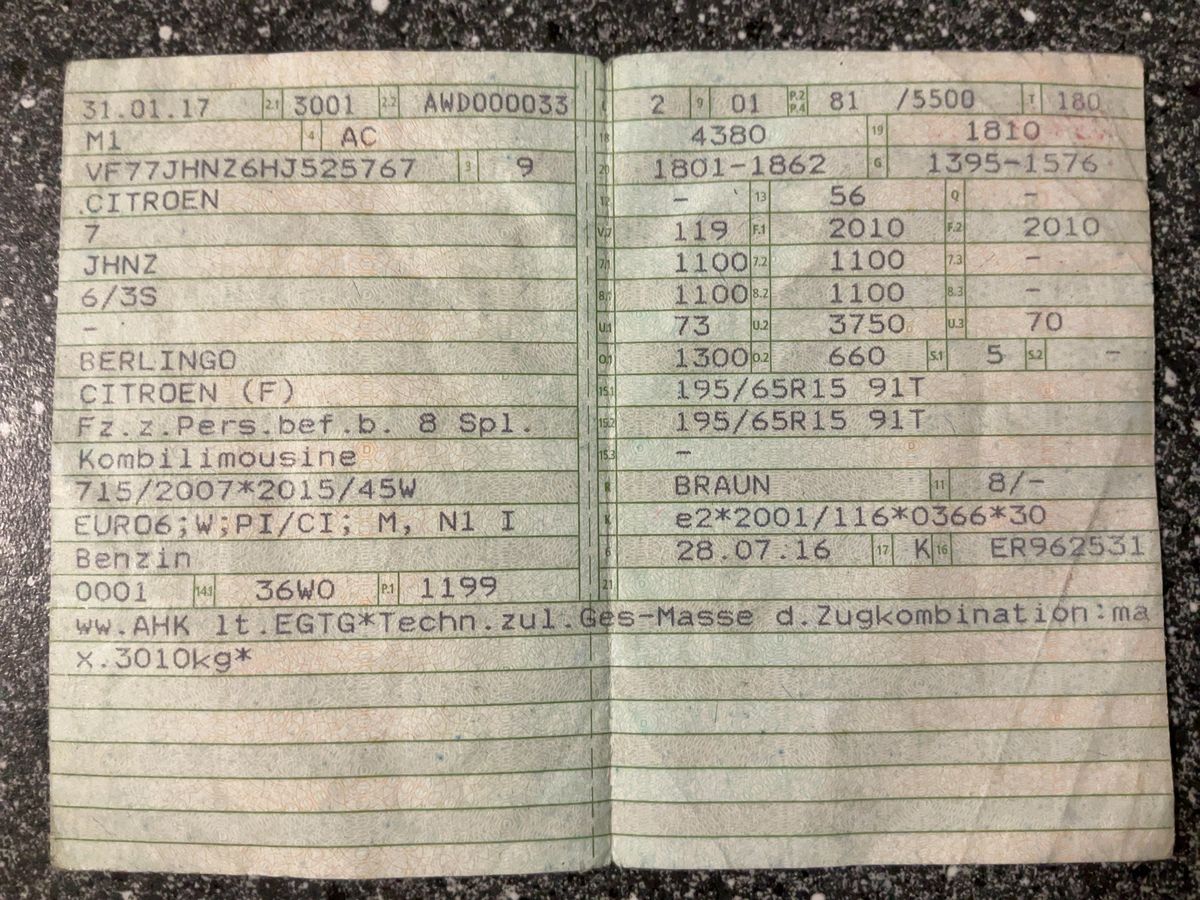 31.01.17 2.1 3001 2.2 AWD000033
M1 4 AC
VF77JHNZ6HJ525767 3 9
CITROEN
7
JHNZ
6/3S
-
BERLINGO
CITROEN (F)
Fz.z.Pers.bef.b. 8 Spl.
Kombilimousine
715/2007*2015/45W
EURO6;W;PI/CI; M, N1 I
Benzin
0001 14.1 36W0 P.1 1199
L 2 9 01 P.2 P.4 81 /5500 T 180
18 4380 19 1810
20 1801-1862 G 1395-1576
12 - 13 56 Q -
V.7 119 F.1 2010 F.2 2010
7.1 1100 7.2 1100 7.3 -
8.1 1100 8.2 1100 8.3 -
U.1 73 U.2 3750 U.3 70
O.1 1300 O.2 660 S.1 5 S.2 -
15.1 195/65R15 91T
15.2 195/65R15 91T
15.3 -
R BRAUN 11 8/-
K e2*2001/116*0366*30
6 28.07.16 17 K 16 ER962531
21
ww.AHK lt.EGTG*Techn.zul.Ges-Masse d.Zugkombination:ma
x.3010kg*